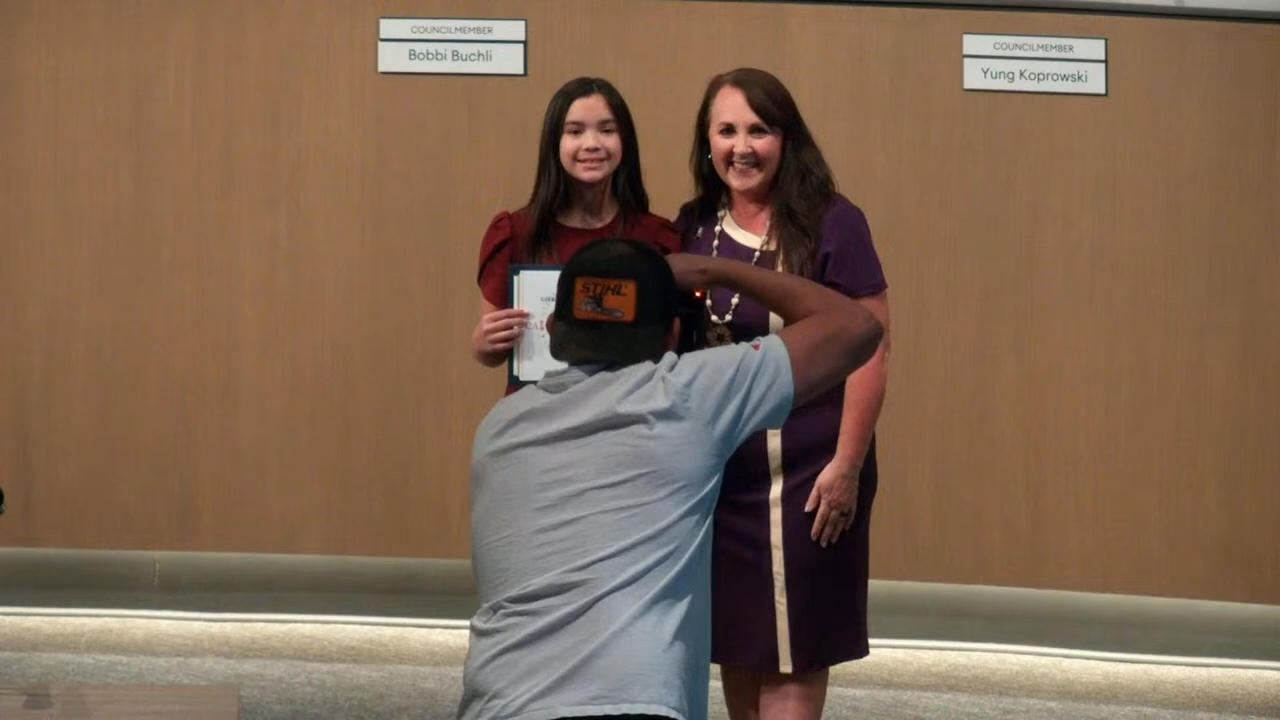 COUNCILMEMBER
Bobbi Buchli
COUNCILMEMBER
Yung Koprowski
STIHL